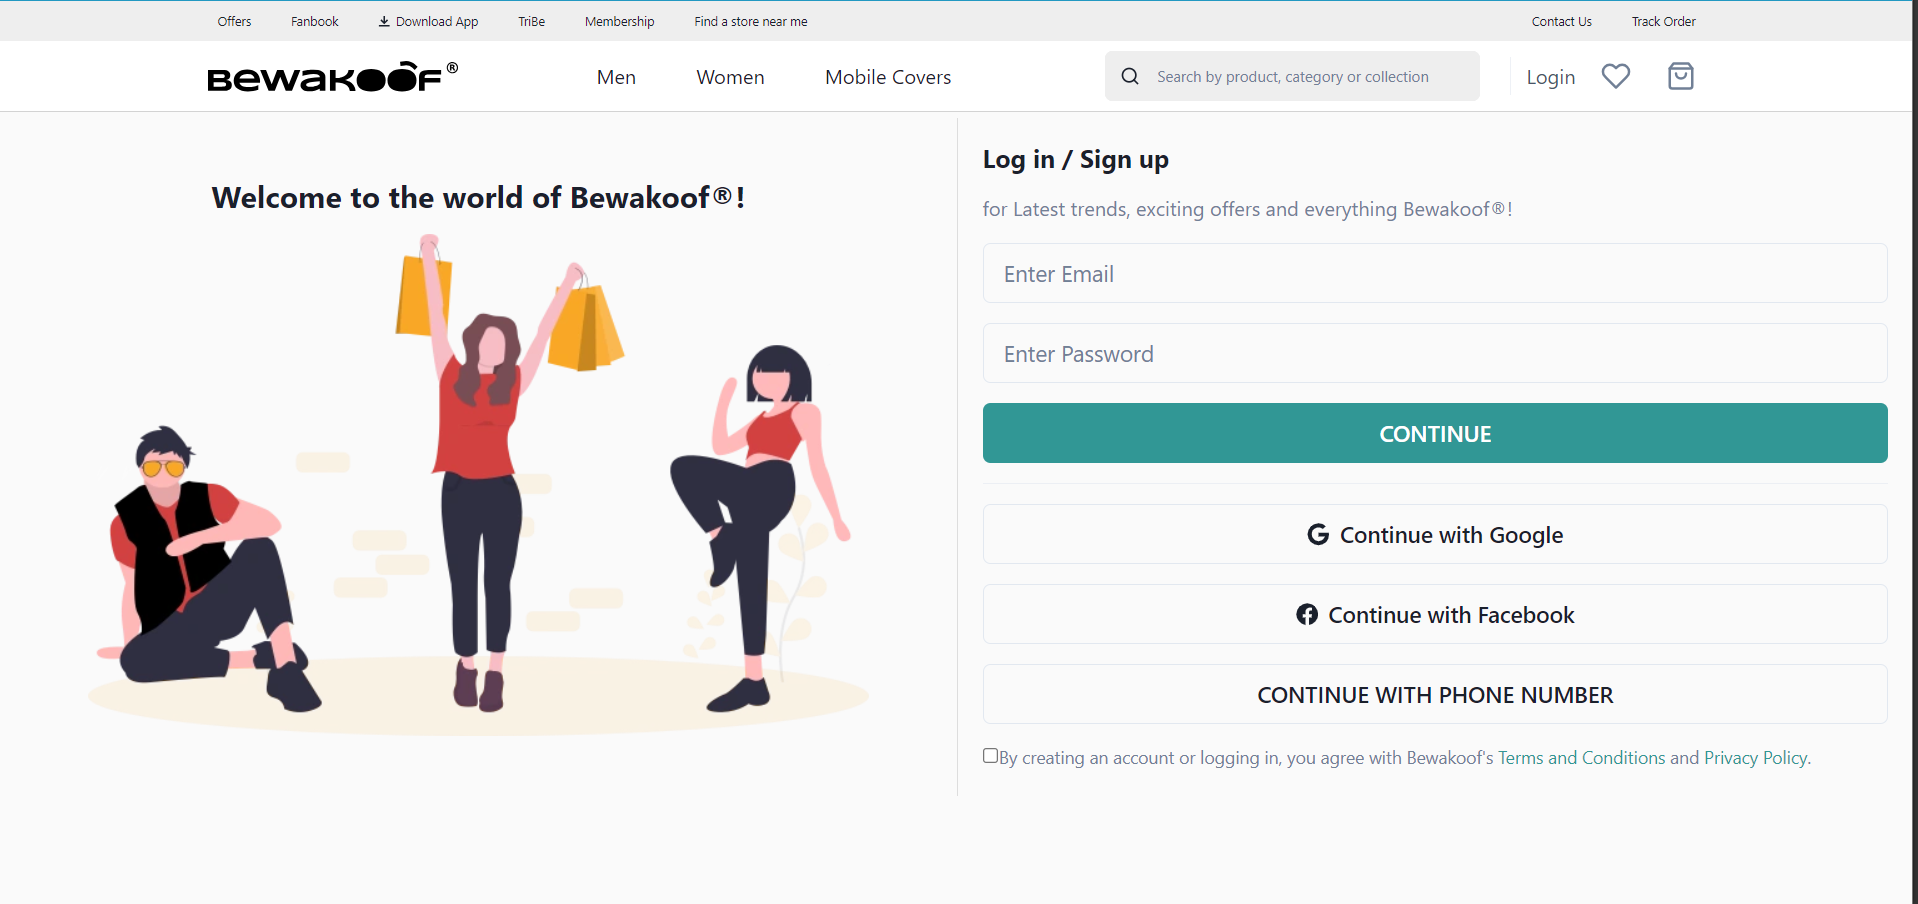 Offers Fanbook Download App TriBe Membership Find a store near me Contact Us Track Order
BEWAKOOF® Men Women Mobile Covers Search by product, category or collection Login
Welcome to the world of Bewakoof®!
Log in / Sign up
for Latest trends, exciting offers and everything Bewakoof®!
Enter Email
Enter Password
CONTINUE
Continue with Google
Continue with Facebook
CONTINUE WITH PHONE NUMBER
By creating an account or logging in, you agree with Bewakoof's Terms and Conditions and Privacy Policy.